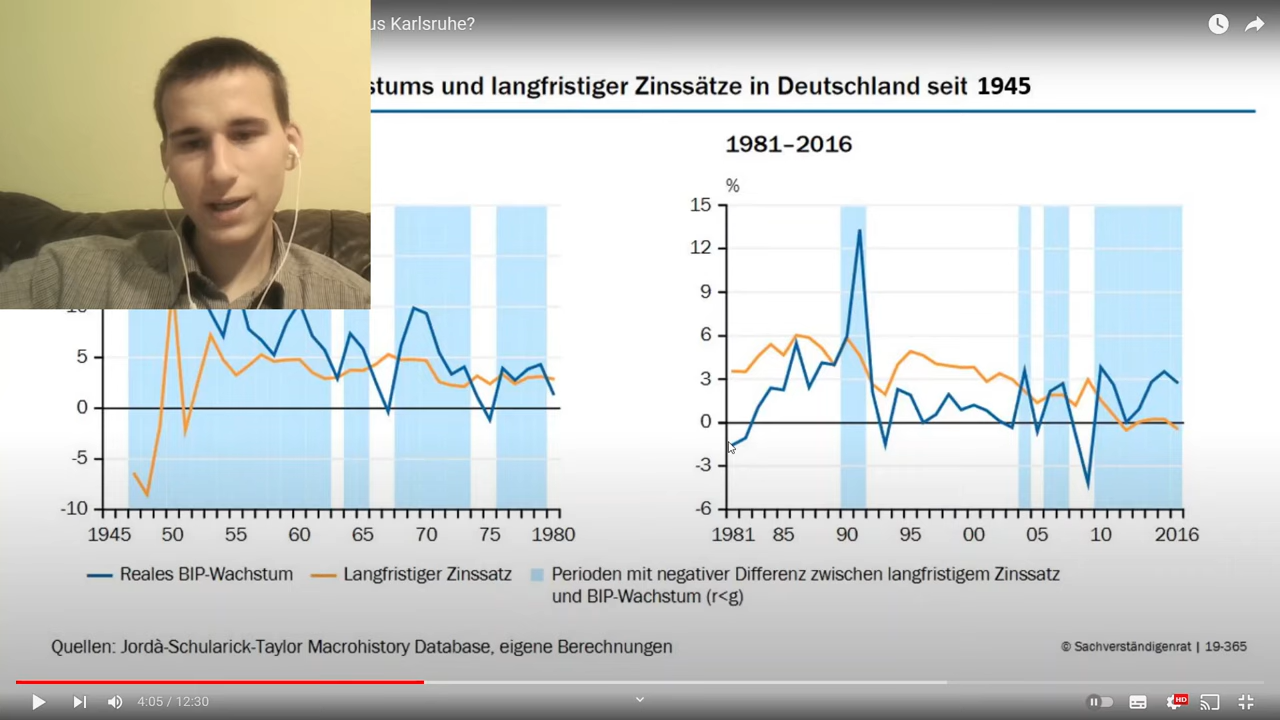 us Karlsruhe?
stums und langfristiger Zinssätze in Deutschland seit 1945
1981–2016
%
15
12
9
6
3
0
-3
-6
1981 85 90 95 00 05 10 2016
10
5
0
-5
-10
1945 50 55 60 65 70 75 1980
Reales BIP-Wachstum Langfristiger Zinssatz Perioden mit negativer Differenz zwischen langfristigem Zinssatz
und BIP-Wachstum (r<g)
Quellen: Jordà-Schularick-Taylor Macrohistory Database, eigene Berechnungen
© Sachverständigenrat | 19-365
4:05 / 12:30
HD